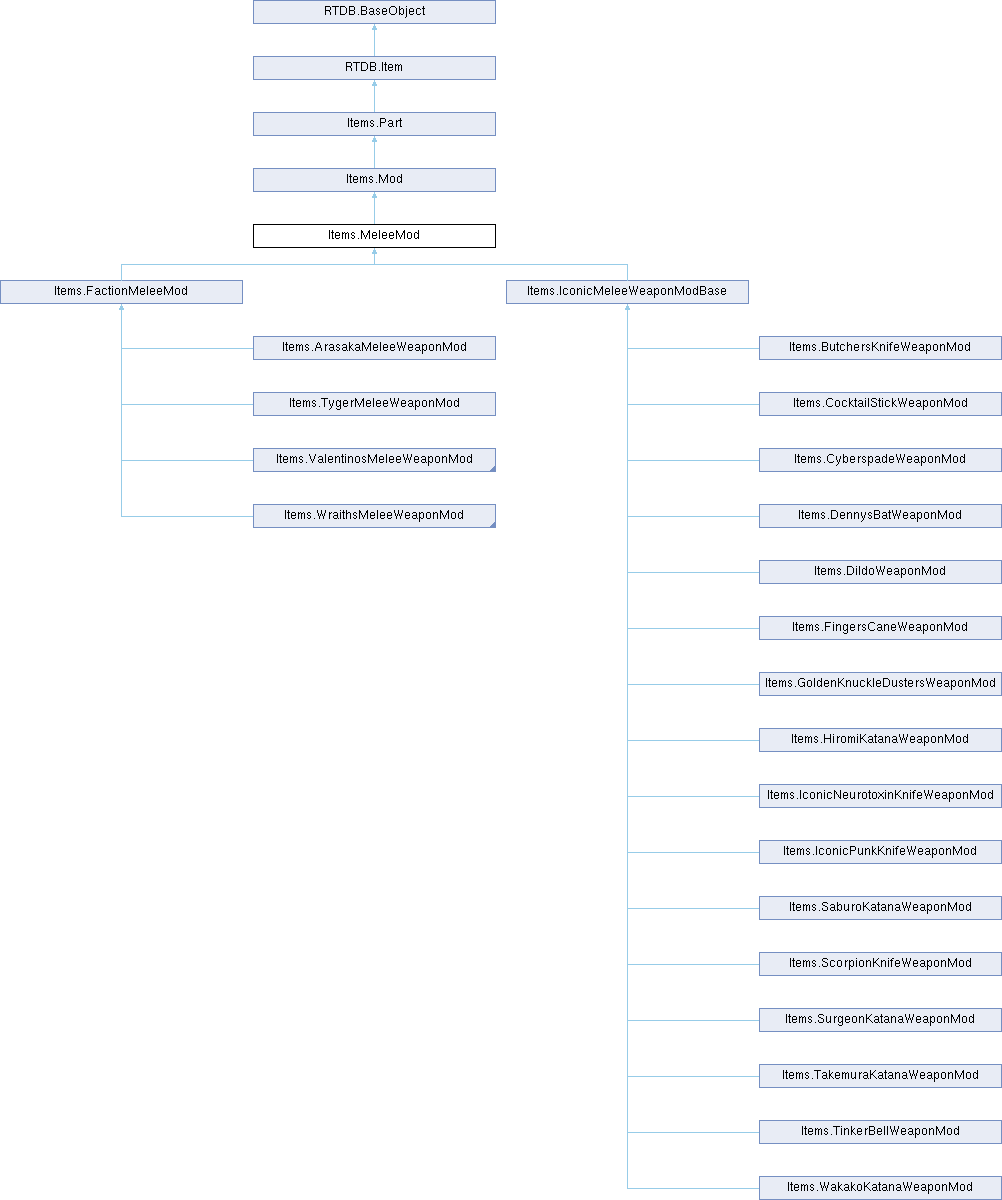 RTDB.BaseObject
RTDB.Item
Items.Part
Items.Mod
Items.MeleeMod
Items.FactionMeleeMod
Items.IconicMeleeWeaponModBase
Items.ArasakaMeleeWeaponMod
Items.ButchersKnifeWeaponMod
Items.TygerMeleeWeaponMod
Items.CocktailStickWeaponMod
Items.ValentinosMeleeWeaponMod
Items.CyberspadeWeaponMod
Items.WraithsMeleeWeaponMod
Items.DennysBatWeaponMod
Items.DildoWeaponMod
Items.FingersCaneWeaponMod
Items.GoldenKnuckleDustersWeaponMod
Items.HiromiKatanaWeaponMod
Items.IconicNeurotoxinKnifeWeaponMod
Items.IconicPunkKnifeWeaponMod
Items.SaburoKatanaWeaponMod
Items.ScorpionKnifeWeaponMod
Items.SurgeonKatanaWeaponMod
Items.TakemuraKatanaWeaponMod
Items.TinkerBellWeaponMod
Items.WakakoKatanaWeaponMod